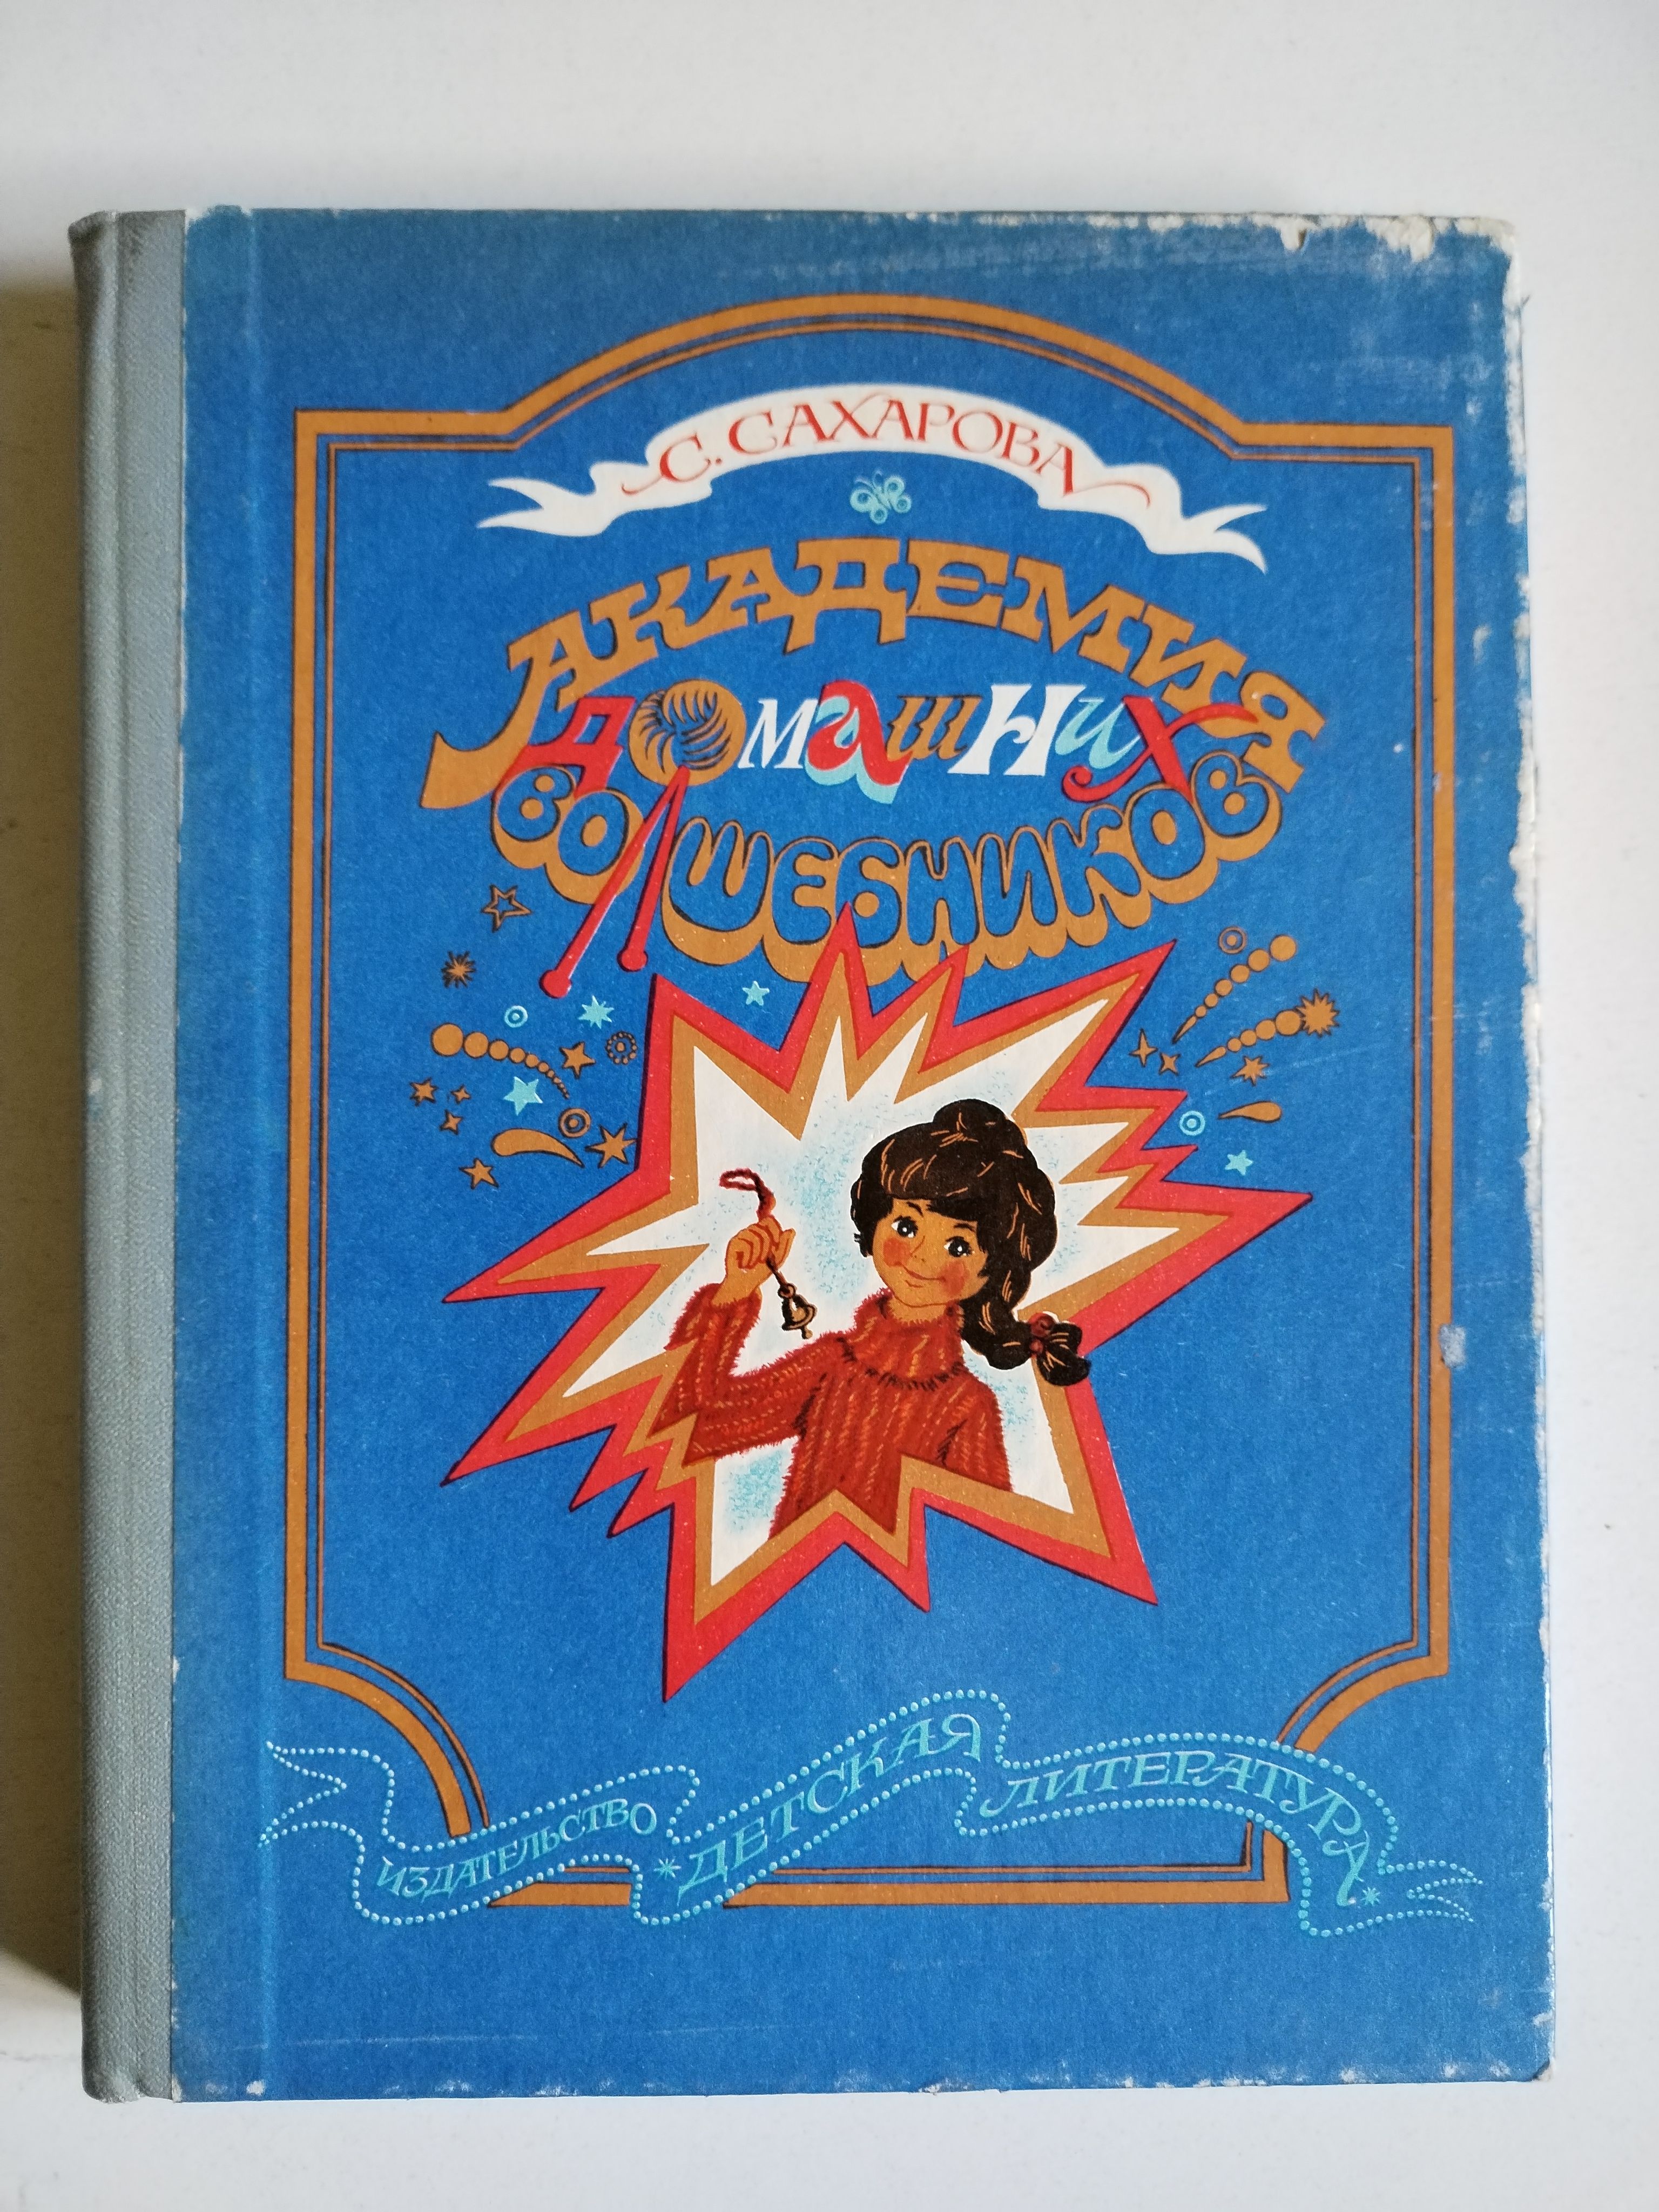 С. САХАРОВА
АКАДЕМИЯ
ДОМАШНИХ
ВОЛШЕБНИКОВ
ИЗДАТЕЛЬСТВО ДЕТСКАЯ ЛИТЕРАТУРА